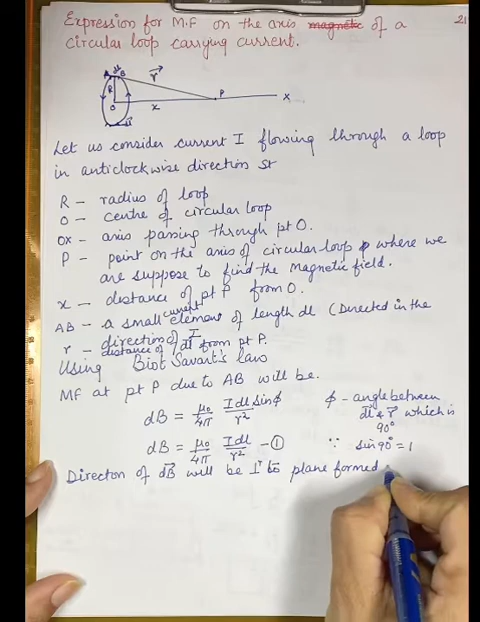 Expression for M.F on the axis magnetic of a
21
circular loop carrying current.
A dl B r
R
O x P X
Let us consider current I flowing through a loop
in anticlockwise direction st
R - radius of loop
O - centre of circular loop
OX - axis passing through pt O.
P - point on the axis of circular loop p where we
are suppose to find the magnetic field.
x - distance of pt P from O.
AB - a small current element of length dl (Directed in the
direction of I
r - distance of dl from pt P.
Using Biot Savart's law
MF at pt P due to AB will be.
dB = μ₀/4π Idl sinϕ/r²
ϕ - angle between
dl & r which is
90°
dB = μ₀/4π Idl/r² - ①
∵ sin 90° = 1
Directon of dB will be ⊥r to plane formed